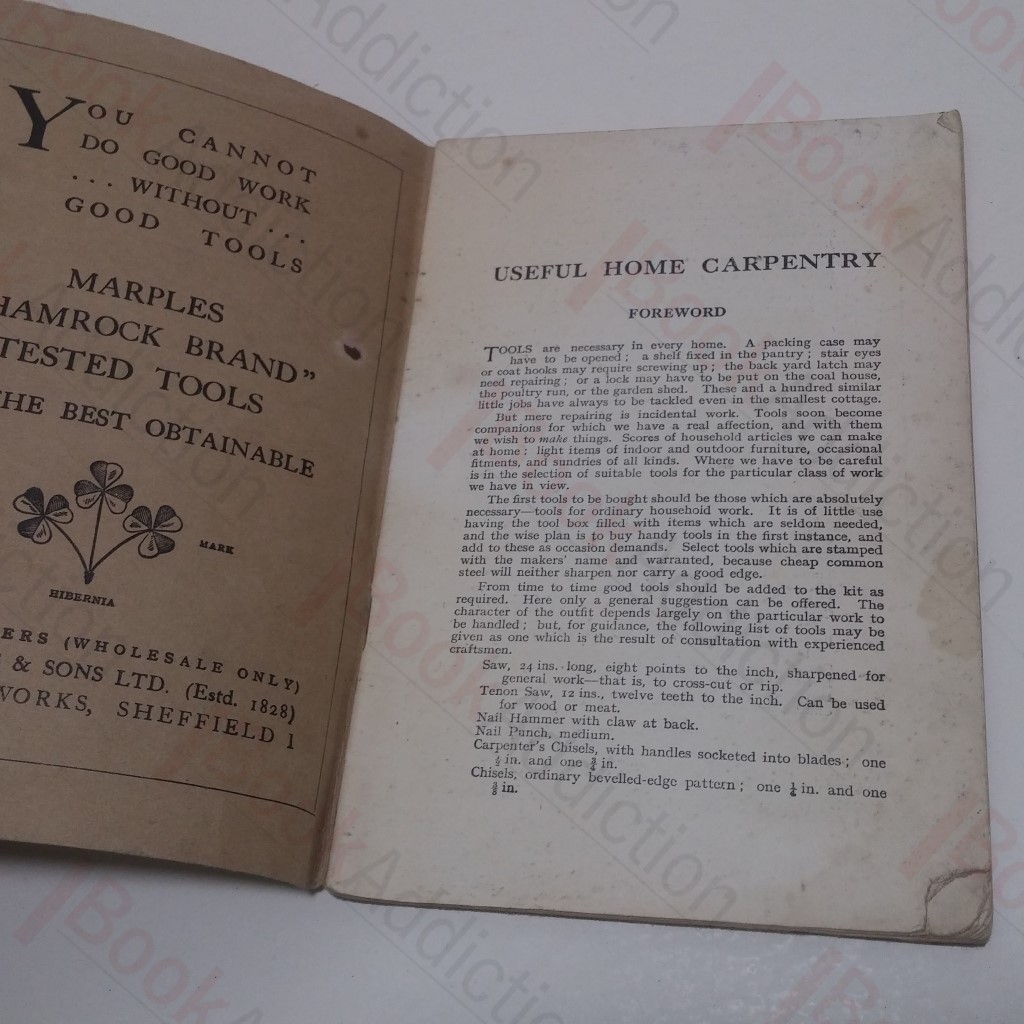 YOU CANNOT
DO GOOD WORK
... WITHOUT ...
GOOD TOOLS
MARPLES
HAMROCK BRAND"
TESTED TOOLS
THE BEST OBTAINABLE
MARK
HIBERNIA
ERS (WHOLESALE ONLY)
& SONS LTD. (Estd. 1828)
WORKS, SHEFFIELD 1
USEFUL HOME CARPENTRY
FOREWORD
TOOLS are necessary in every home. A packing case may
have to be opened; a shelf fixed in the pantry; stair eyes
or coat hooks may require screwing up; the back yard latch may
need repairing; or a lock may have to be put on the coal house,
the poultry run, or the garden shed. These and a hundred similar
little jobs have always to be tackled even in the smallest cottage.
But mere repairing is incidental work. Tools soon become
companions for which we have a real affection, and with them
we wish to make things. Scores of household articles we can make
at home: light items of indoor and outdoor furniture, occasional
fitments, and sundries of all kinds. Where we have to be careful
is in the selection of suitable tools for the particular class of work
we have in view.
The first tools to be bought should be those which are absolutely
necessary—tools for ordinary household work. It is of little use
having the tool box filled with items which are seldom needed,
and the wise plan is to buy handy tools in the first instance, and
add to these as occasion demands. Select tools which are stamped
with the makers' name and warranted, because cheap common
steel will neither sharpen nor carry a good edge.
From time to time good tools should be added to the kit as
required. Here only a general suggestion can be offered. The
character of the outfit depends largely on the particular work to
be handled; but, for guidance, the following list of tools may be
given as one which is the result of consultation with experienced
craftsmen.
Saw, 24 ins. long, eight points to the inch, sharpened for
general work—that is, to cross-cut or rip.
Tenon Saw, 12 ins., twelve teeth to the inch. Can be used
for wood or meat.
Nail Hammer with claw at back.
Nail Punch, medium.
Carpenter's Chisels, with handles socketed into blades; one
in. and one ¾ in.
Chisels, ordinary bevelled-edge pattern; one ¼ in. and one
⅜ in.
Book Addiction